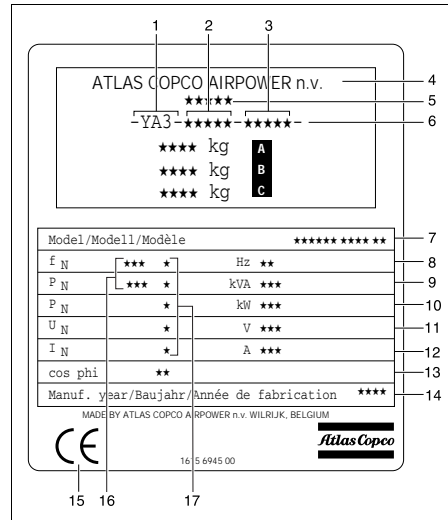 1 2 3
ATLAS COPCO AIRPOWER n.v. 4
★★★★★ 5
-YA3-★★★★★-★★★★★- 6
★★★★ kg A
★★★★ kg B
★★★★ kg C
Model/Modell/Modèle ★★★★★★ ★★★★ ★★ 7
f N ★★★ ★ Hz ★★ 8
P N ★★★ ★ kVA ★★★ 9
P N ★ kW ★★★ 10
U N ★ V ★★★ 11
I N ★ A ★★★ 12
cos phi ★★ 13
Manuf. year/Baujahr/Année de fabrication ★★★★ 14
MADE BY ATLAS COPCO AIRPOWER n.v. WILRIJK, BELGIUM
CE Atlas Copco
1615 6945 00
15 16 17